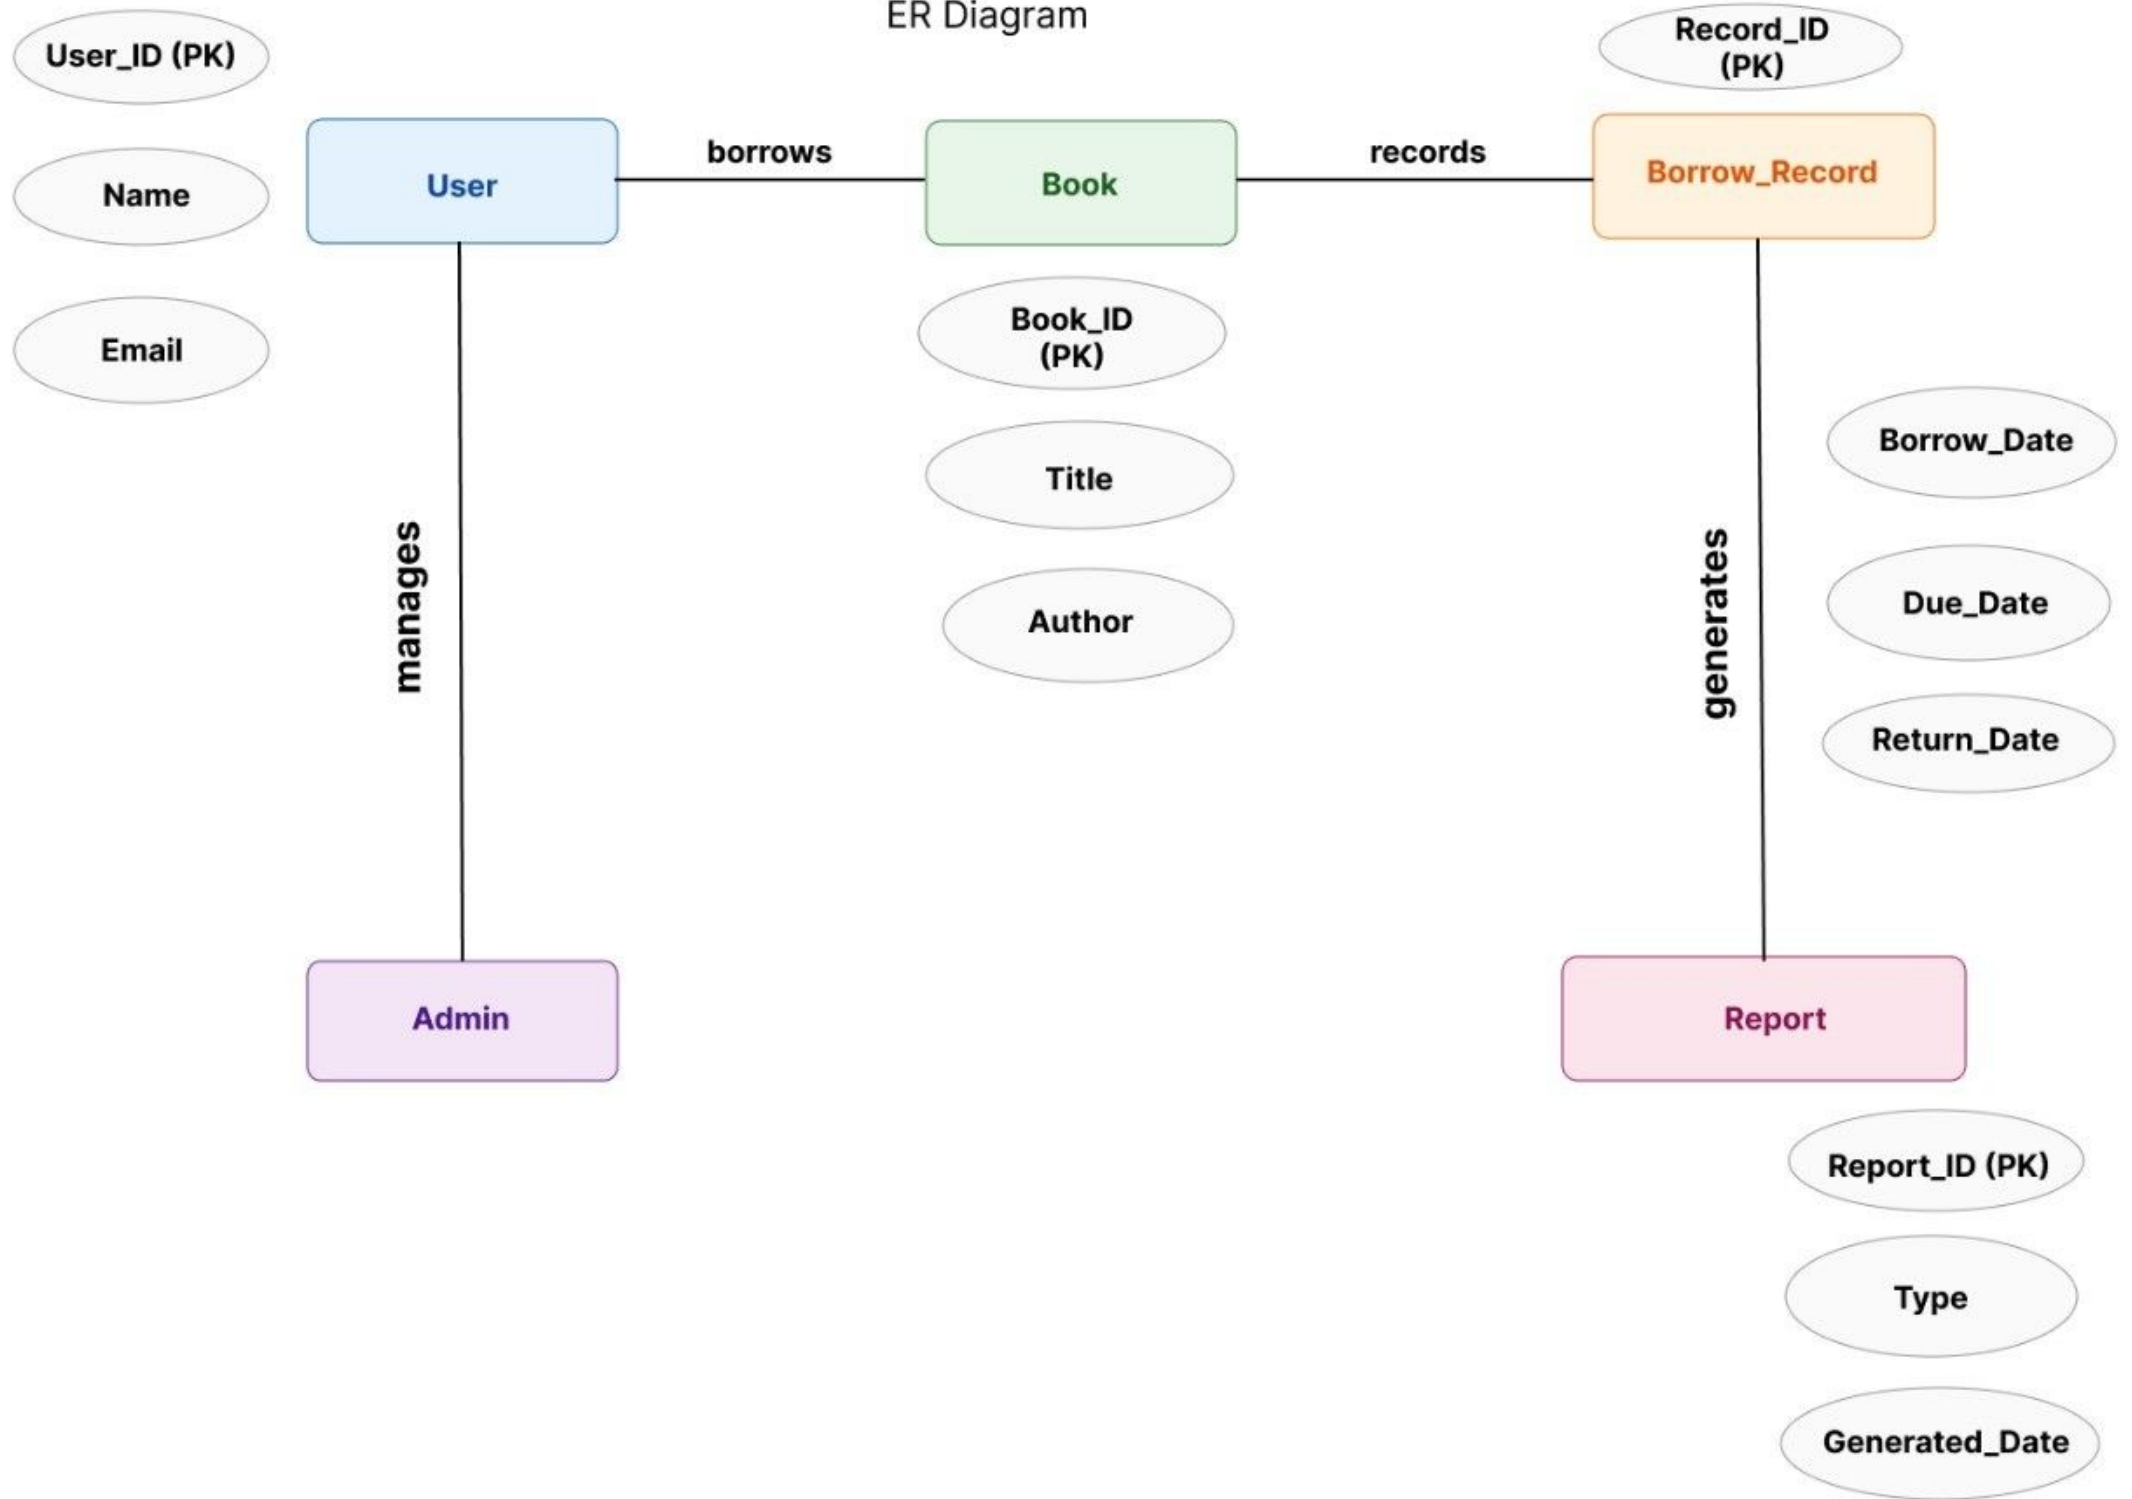 ER Diagram
User_ID (PK)
Name
Email
User
borrows
Book
records
Record_ID
(PK)
Borrow_Record
Book_ID
(PK)
Title
Author
manages
generates
Borrow_Date
Due_Date
Return_Date
Admin
Report
Report_ID (PK)
Type
Generated_Date